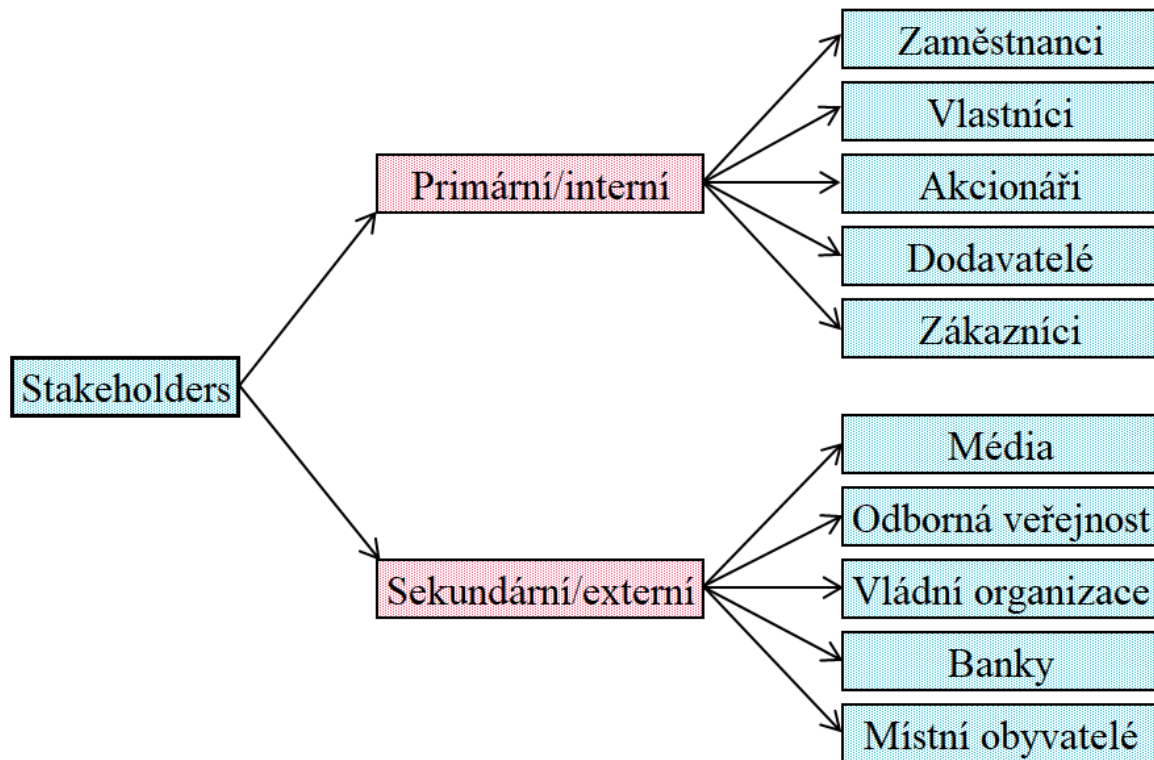 Stakeholders
Primární/interní
Zaměstnanci
Vlastníci
Akcionáři
Dodavatelé
Zákazníci
Sekundární/externí
Média
Odborná veřejnost
Vládní organizace
Banky
Místní obyvatelé